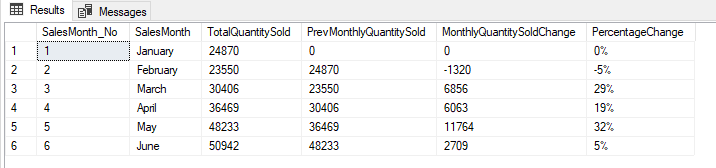 Results Messages
SalesMonth_No SalesMonth TotalQuantitySold PrevMonthlyQuantitySold MonthlyQuantitySoldChange PercentageChange
1 1 January 24870 0 0 0%
2 2 February 23550 24870 -1320 -5%
3 3 March 30406 23550 6856 29%
4 4 April 36469 30406 6063 19%
5 5 May 48233 36469 11764 32%
6 6 June 50942 48233 2709 5%